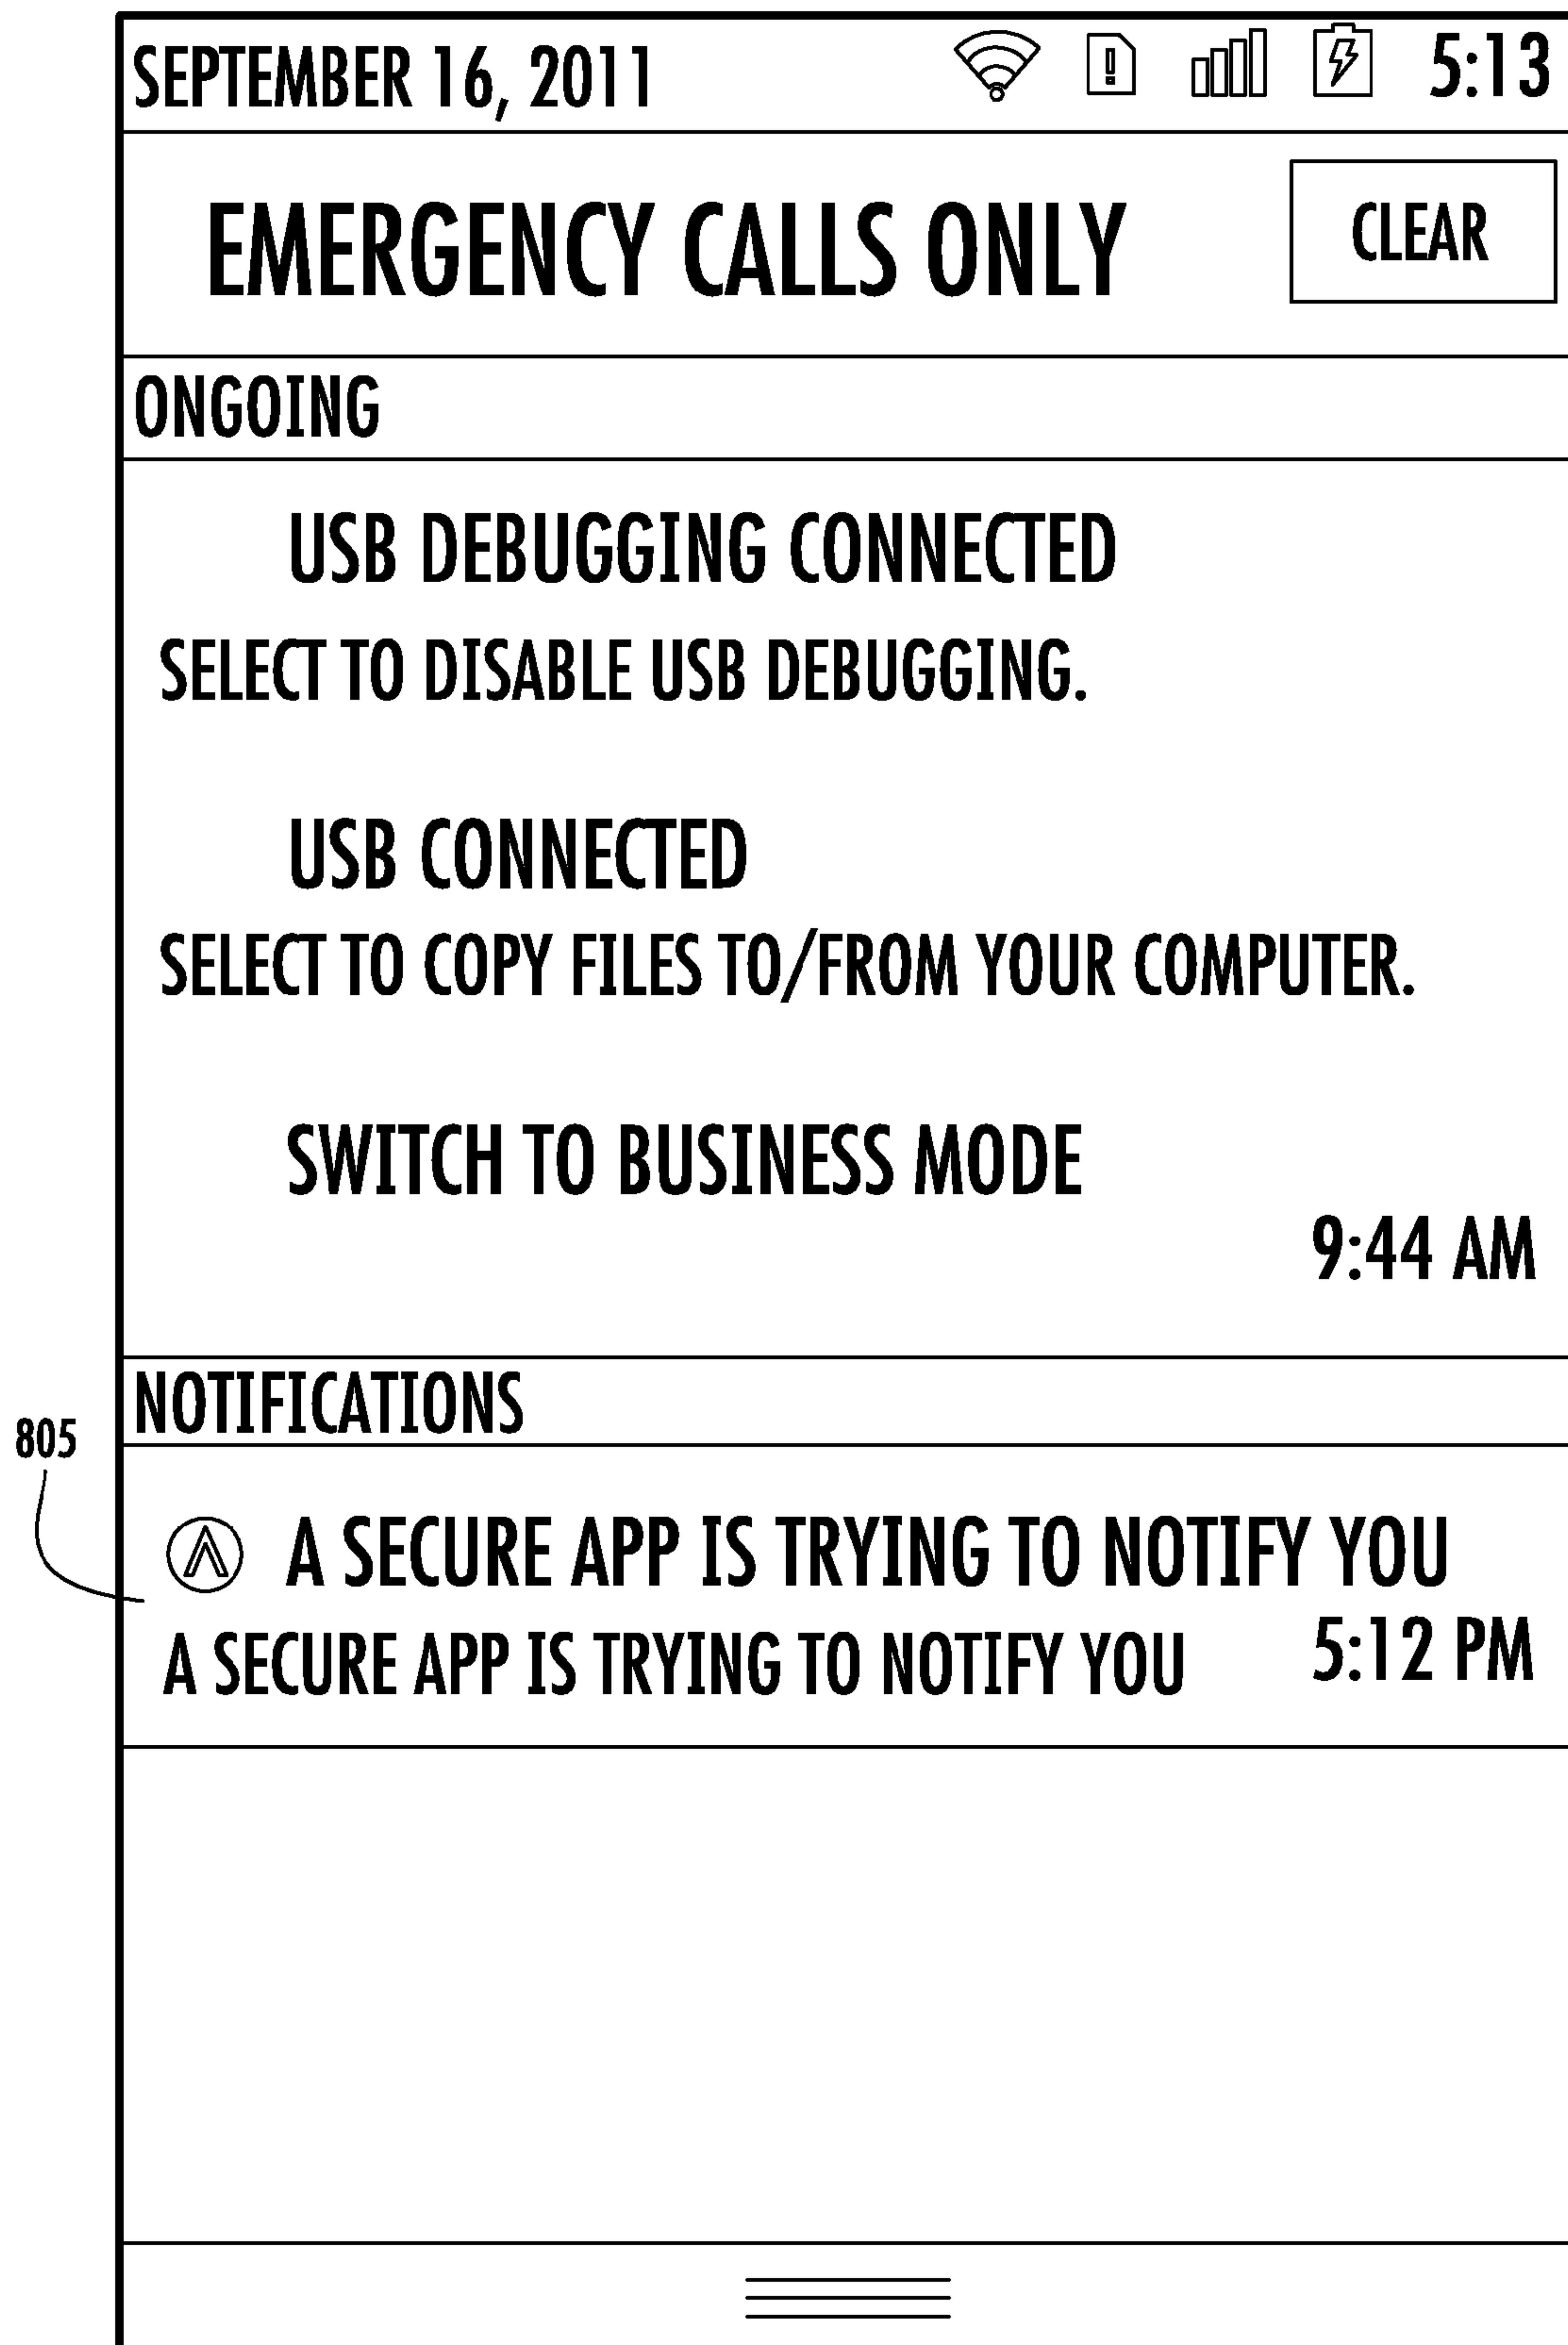 SEPTEMBER 16, 2011 5:13
EMERGENCY CALLS ONLY CLEAR
ONGOING
USB DEBUGGING CONNECTED
SELECT TO DISABLE USB DEBUGGING.
USB CONNECTED
SELECT TO COPY FILES TO/FROM YOUR COMPUTER.
SWITCH TO BUSINESS MODE
9:44 AM
NOTIFICATIONS
805
A SECURE APP IS TRYING TO NOTIFY YOU
A SECURE APP IS TRYING TO NOTIFY YOU 5:12 PM